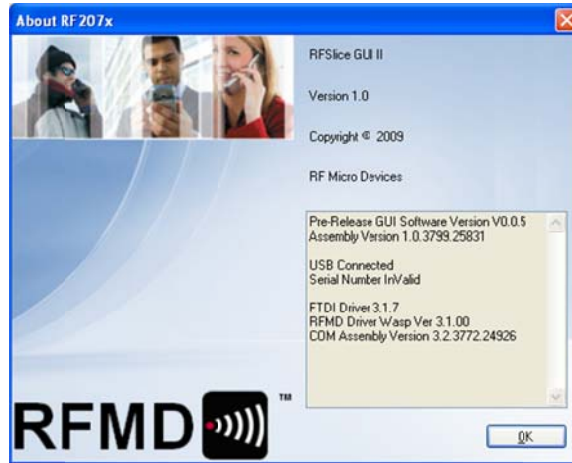 About RF207x
RFSlice GUI II
Version 1.0
Copyright © 2009
RF Micro Devices
Pre-Release GUI Software Version V0.0.5
Assembly Version 1.0.3799.25831
USB Connected
Serial Number InValid
FTDI Driver 3.1.7
RFMD Driver Wasp Ver 3.1.00
COM Assembly Version 3.2.3772.24926
RFMD TM
OK